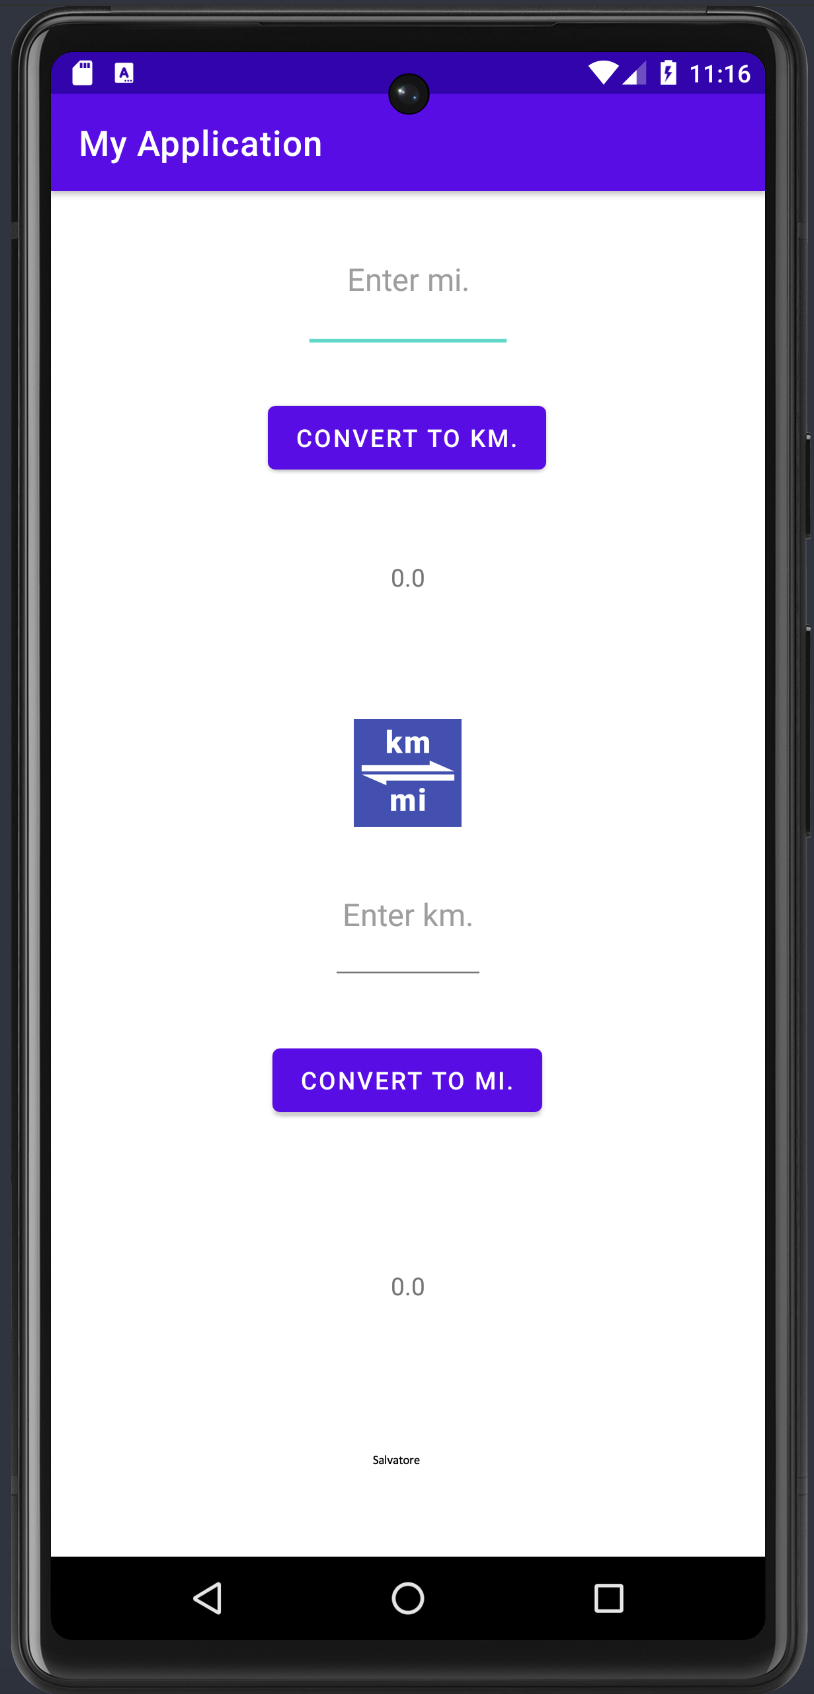 11:16
My Application
Enter mi.
CONVERT TO KM.
0.0
km
mi
Enter km.
CONVERT TO MI.
0.0
Salvatore